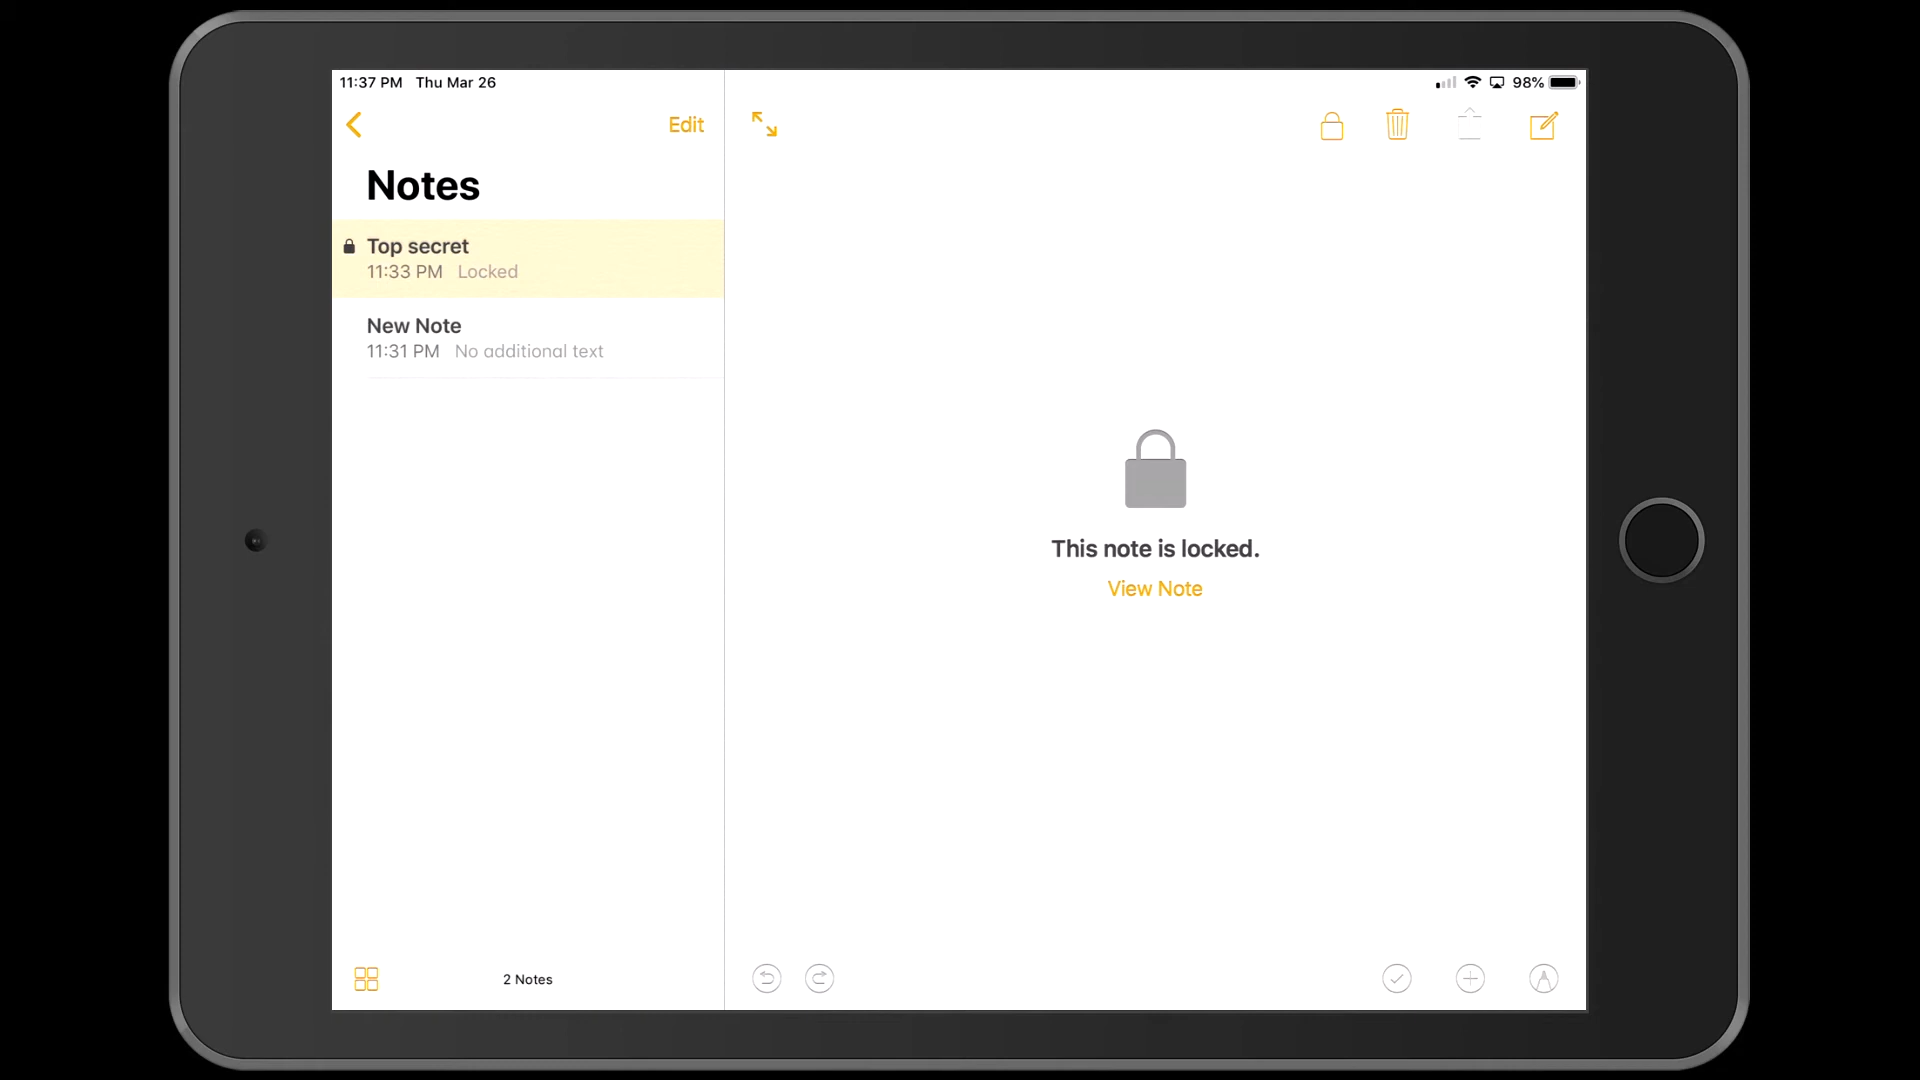 11:37 PM Thu Mar 26
98%
Edit
Notes
Top secret
11:33 PM Locked
New Note
11:31 PM No additional text
This note is locked.
View Note
2 Notes